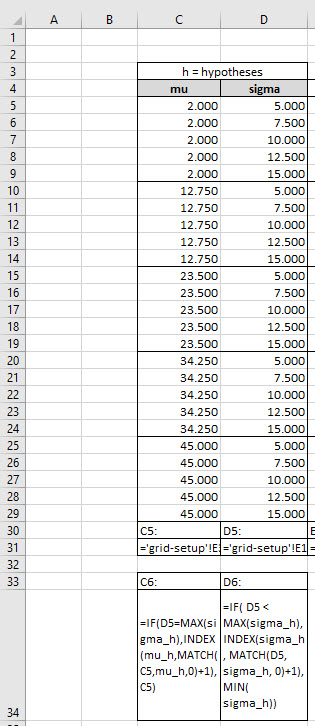 A B C D
1
2
3 h = hypotheses
4 mu sigma
5 2.000 5.000
6 2.000 7.500
7 2.000 10.000
8 2.000 12.500
9 2.000 15.000
10 12.750 5.000
11 12.750 7.500
12 12.750 10.000
13 12.750 12.500
14 12.750 15.000
15 23.500 5.000
16 23.500 7.500
17 23.500 10.000
18 23.500 12.500
19 23.500 15.000
20 34.250 5.000
21 34.250 7.500
22 34.250 10.000
23 34.250 12.500
24 34.250 15.000
25 45.000 5.000
26 45.000 7.500
27 45.000 10.000
28 45.000 12.500
29 45.000 15.000
30 C5: D5: E
31 ='grid-setup'!E ='grid-setup'!E1 =
32
33 C6: D6:
=IF(D5=MAX(si
gma_h),INDEX
(mu_h,MATCH(
C5,mu_h,0)+1),
C5)
=IF( D5 <
MAX(sigma_h),
INDEX(sigma_h
, MATCH(D5,
sigma_h, 0)+1),
MIN(
sigma_h))
34